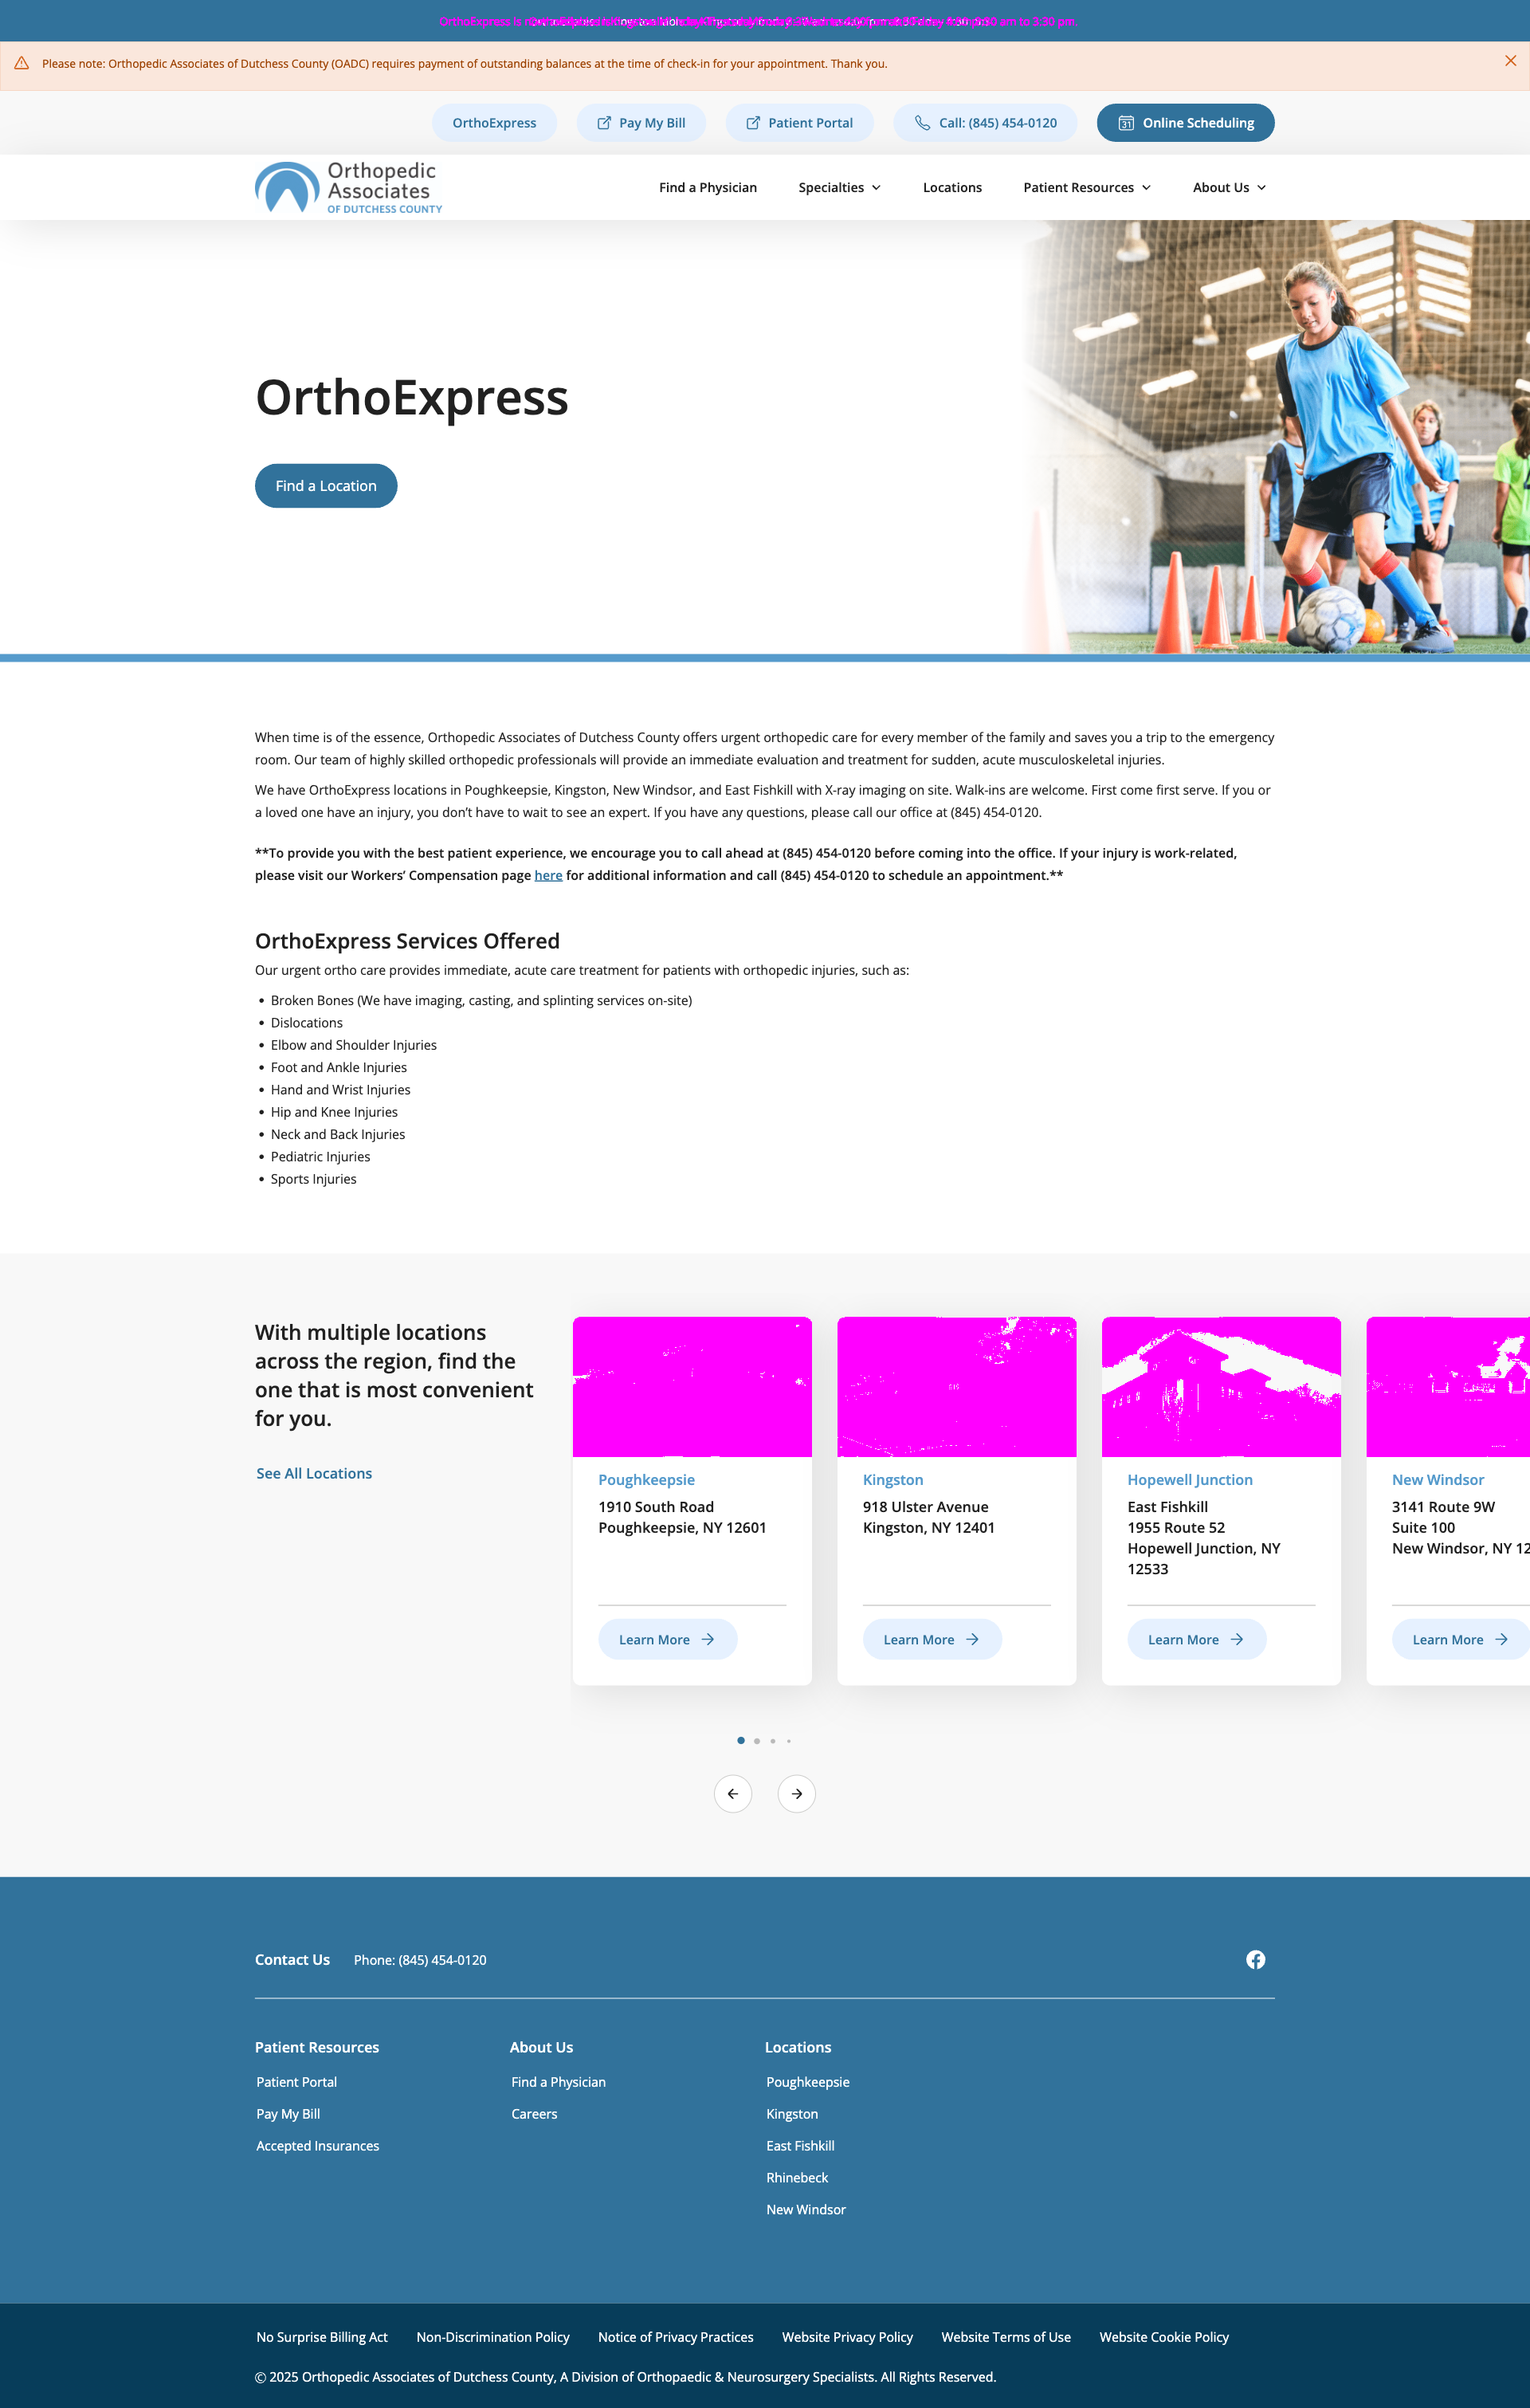 Please note: Orthopedic Associates of Dutchess County (OADC) requires payment of outstanding balances at the time of check-in for your appointment. Thank you.
OrthoExpress
Pay My Bill
Patient Portal
Call: (845) 454-0120
31
Online Scheduling
Orthopedic
Associates
OF DUTCHESS COUNTY
Find a Physician
Specialties
Locations
Patient Resources
About Us
OrthoExpress
Find a Location
When time is of the essence, Orthopedic Associates of Dutchess County offers urgent orthopedic care for every member of the family and saves you a trip to the emergency
room. Our team of highly skilled orthopedic professionals will provide an immediate evaluation and treatment for sudden, acute musculoskeletal injuries.
We have OrthoExpress locations in Poughkeepsie, Kingston, New Windsor, and East Fishkill with X-ray imaging on site. Walk-ins are welcome. First come first serve. If you or
a loved one have an injury, you don’t have to wait to see an expert. If you have any questions, please call our office at (845) 454-0120.
**To provide you with the best patient experience, we encourage you to call ahead at (845) 454-0120 before coming into the office. If your injury is work-related,
please visit our Workers’ Compensation page here for additional information and call (845) 454-0120 to schedule an appointment.**
OrthoExpress Services Offered
Our urgent ortho care provides immediate, acute care treatment for patients with orthopedic injuries, such as:
• Broken Bones (We have imaging, casting, and splinting services on-site)
• Dislocations
• Elbow and Shoulder Injuries
• Foot and Ankle Injuries
• Hand and Wrist Injuries
• Hip and Knee Injuries
• Neck and Back Injuries
• Pediatric Injuries
• Sports Injuries
With multiple locations
across the region, find the
one that is most convenient
for you.
See All Locations
Poughkeepsie
1910 South Road
Poughkeepsie, NY 12601
Learn More
Kingston
918 Ulster Avenue
Kingston, NY 12401
Learn More
Hopewell Junction
East Fishkill
1955 Route 52
Hopewell Junction, NY
12533
Learn More
New Windsor
3141 Route 9W
Suite 100
New Windsor, NY 12
Learn More
Contact Us
Phone: (845) 454-0120
Patient Resources
Patient Portal
Pay My Bill
Accepted Insurances
About Us
Find a Physician
Careers
Locations
Poughkeepsie
Kingston
East Fishkill
Rhinebeck
New Windsor
No Surprise Billing Act
Non-Discrimination Policy
Notice of Privacy Practices
Website Privacy Policy
Website Terms of Use
Website Cookie Policy
© 2025 Orthopedic Associates of Dutchess County, A Division of Orthopaedic & Neurosurgery Specialists. All Rights Reserved.